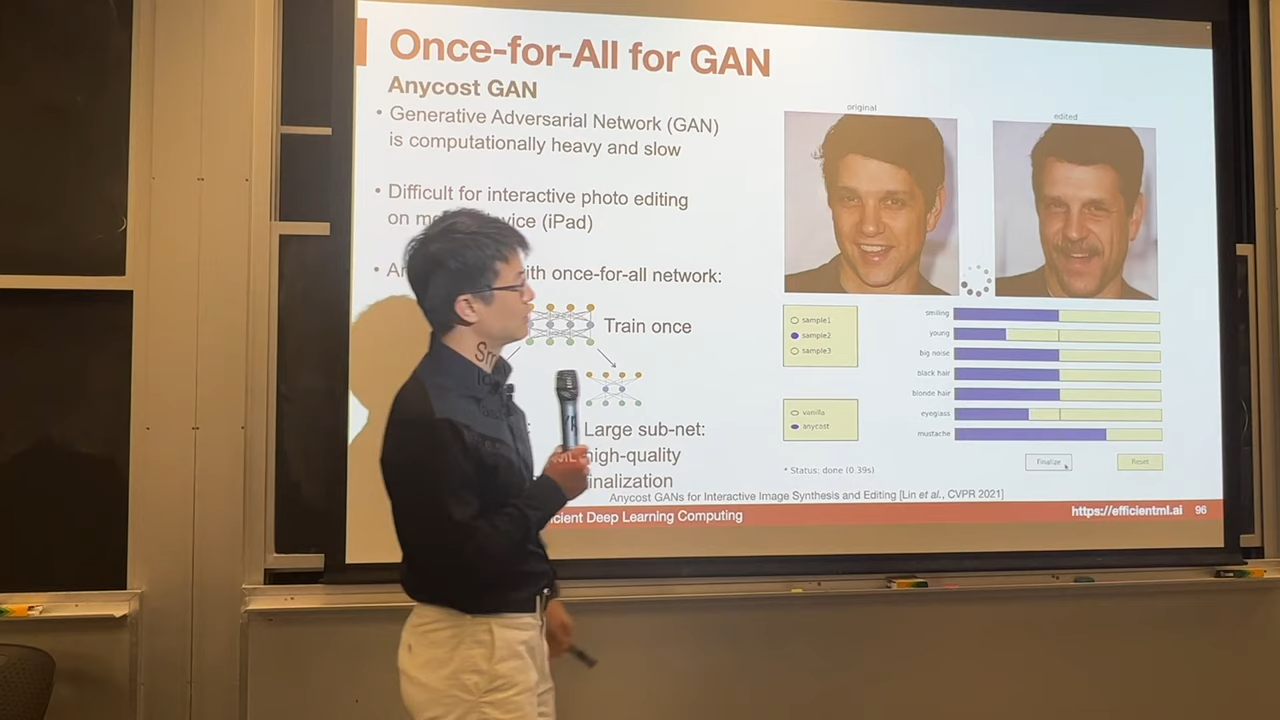 Once-for-All for GAN
Anycost GAN
• Generative Adversarial Network (GAN)
is computationally heavy and slow
• Difficult for interactive photo editing
on (iPad)
• with once-for-all network:
Train once
Large sub-net:
high-quality
finalization
original
edited
sample1
sample2
sample3
vanilla
anycost
smiling
young
big noise
black hair
blonde hair
eyeglass
mustache
Finalize
Reset
* Status: done (0.39s)
Anycost GANs for Interactive Image Synthesis and Editing [Lin et al., CVPR 2021]
Deep Learning Computing
https://efficientml.ai
96